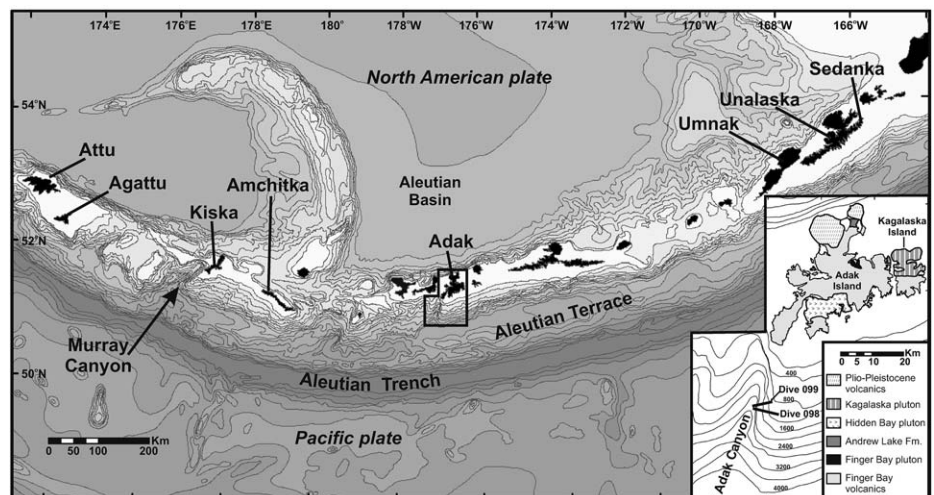 174°E 176°E 178°E 180° 178°W 176°W 174°W 172°W 170°W 168°W 166°W
54°N
52°N
50°N
North American plate
Sedanka
Unalaska
Umnak
Attu
Agattu
Kiska
Amchitka
Aleutian
Basin
Adak
Murray
Canyon
Aleutian Terrace
Aleutian Trench
Pacific plate
0 100 200
Km
Kagalaska
Island
Adak
Island
0 5 10 20
Km
400
800
1600
2400
3200
4000
Dive 099
Dive 098
Adak Canyon
Plio-Pleistocene
volcanics
Kagalaska pluton
Hidden Bay pluton
Andrew Lake Fm.
Finger Bay pluton
Finger Bay
volcanics